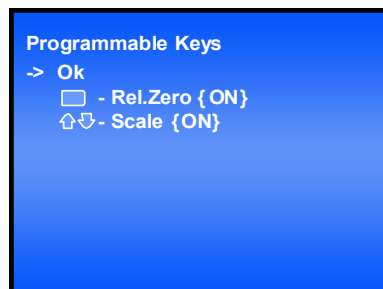 Programmable Keys
-> Ok
- Rel.Zero {ON}
- Scale {ON}